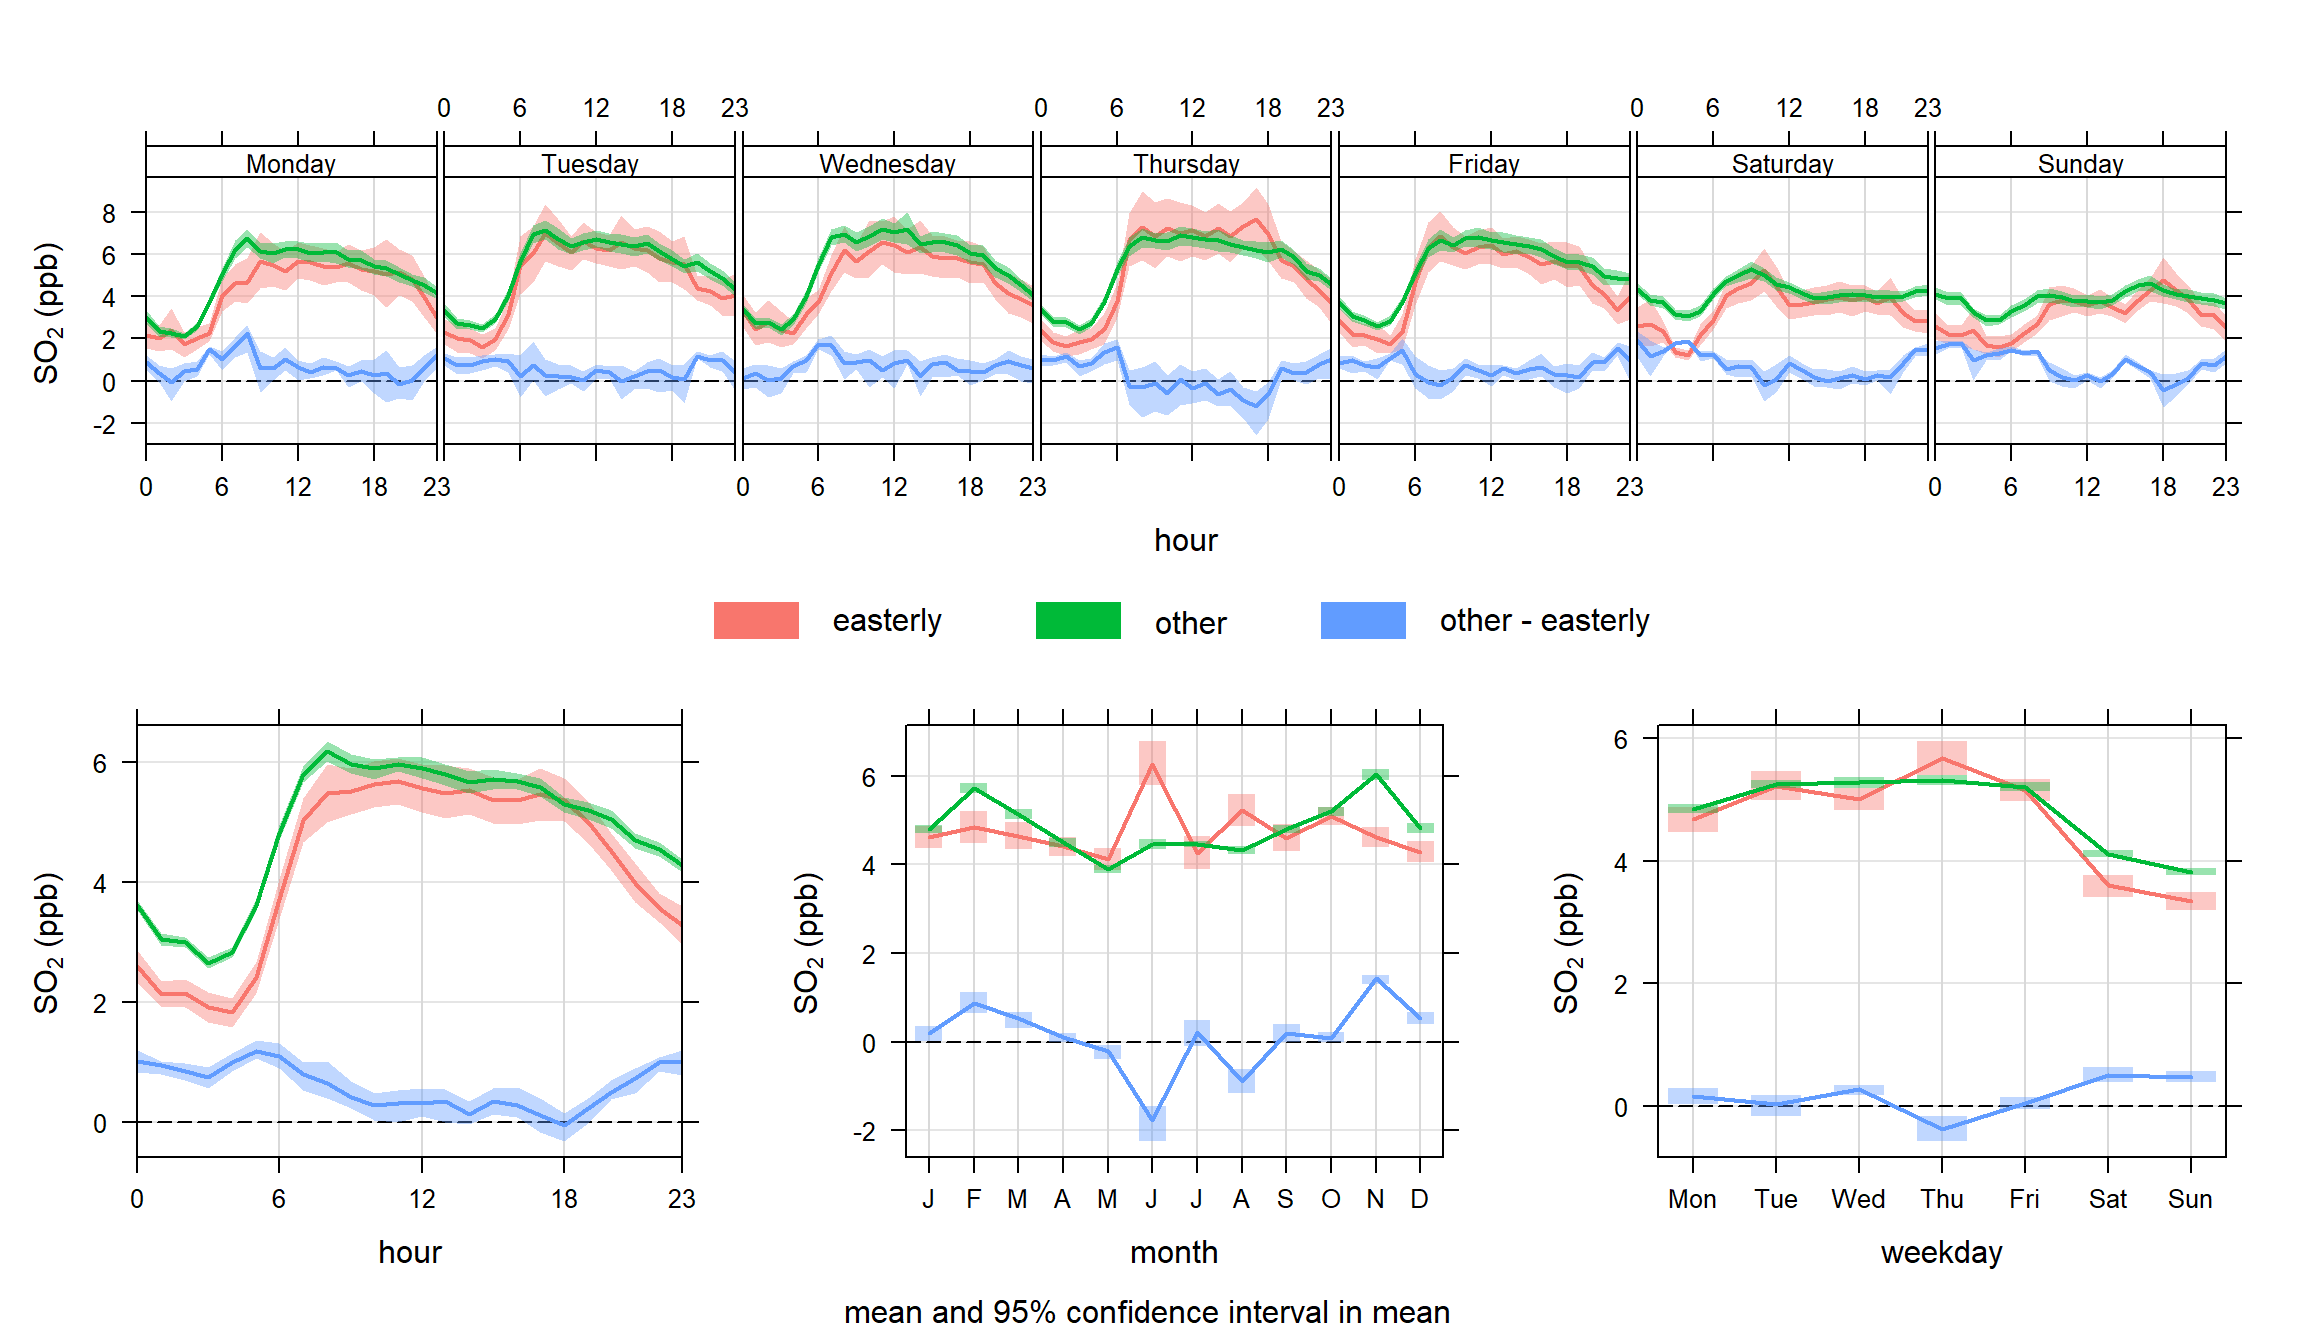 0 6 12 18 23 0 6 12 18 23 0 6 12 18 23
Monday Tuesday Wednesday Thursday Friday Saturday Sunday
SO₂ (ppb)
8
6
4
2
0
-2
0 6 12 18 23 0 6 12 18 23 0 6 12 18 23 0 6 12 18 23
hour
easterly other other - easterly
SO₂ (ppb)
6
4
2
0
0 6 12 18 23
hour
SO₂ (ppb)
6
4
2
0
-2
J F M A M J J A S O N D
month
SO₂ (ppb)
6
4
2
0
Mon Tue Wed Thu Fri Sat Sun
weekday
mean and 95% confidence interval in mean